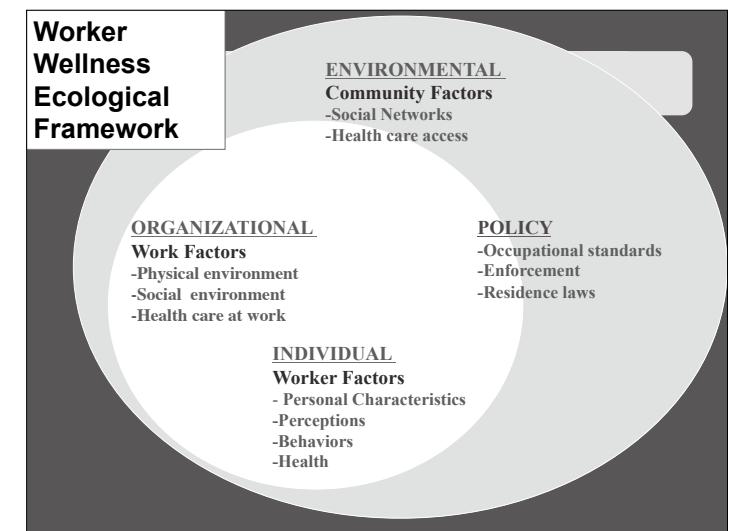 Worker
Wellness
Ecological
Framework
ENVIRONMENTAL
Community Factors
-Social Networks
-Health care access
ORGANIZATIONAL
Work Factors
-Physical environment
-Social environment
-Health care at work
POLICY
-Occupational standards
-Enforcement
-Residence laws
INDIVIDUAL
Worker Factors
- Personal Characteristics
-Perceptions
-Behaviors
-Health